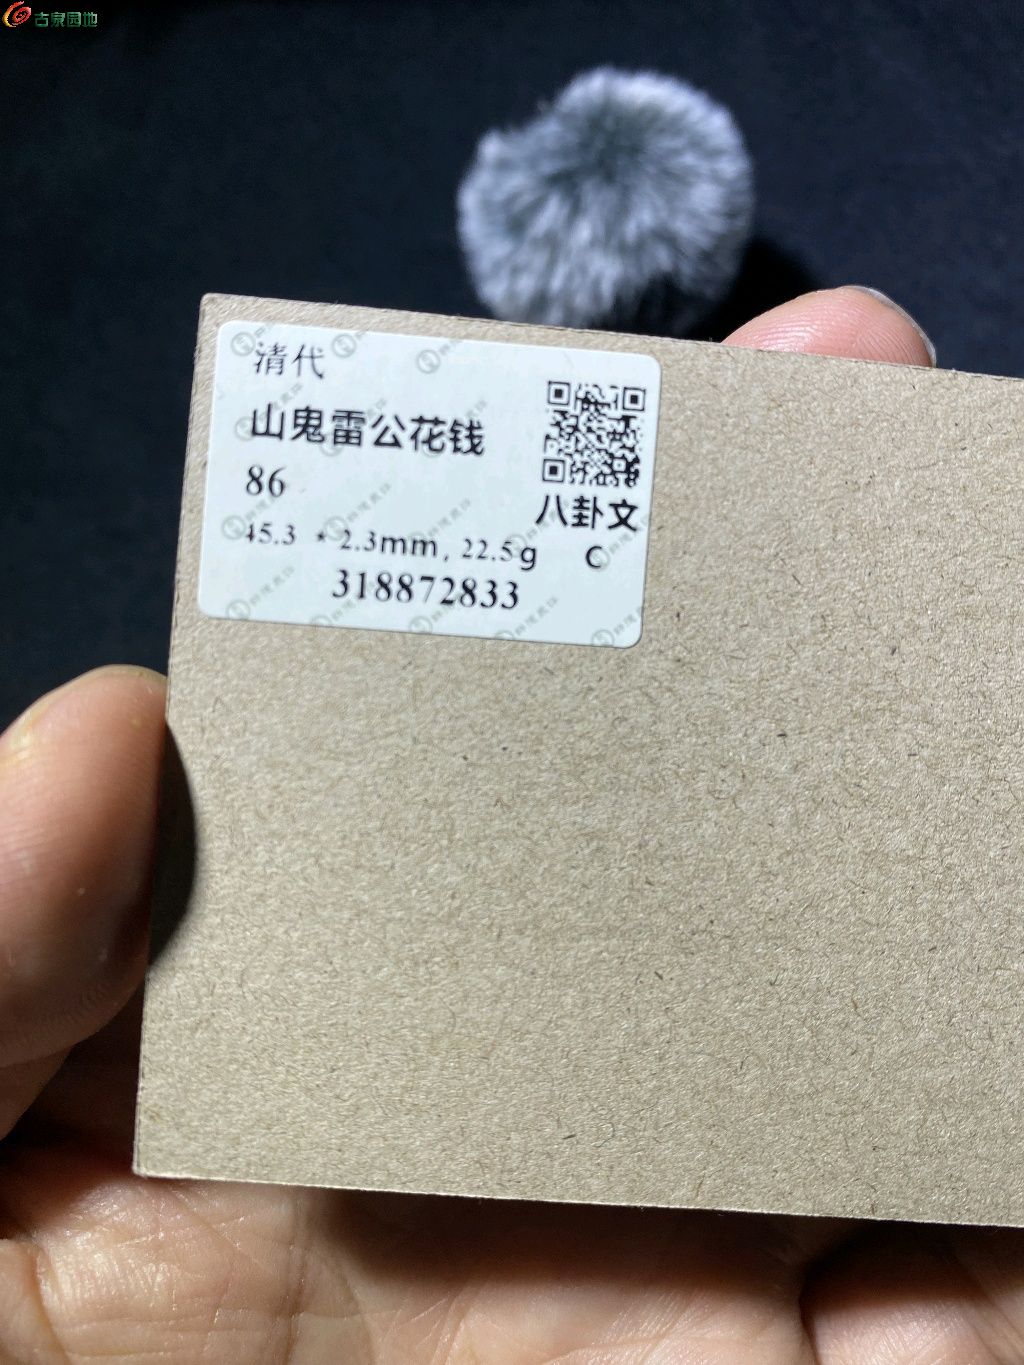 古泉园地
清代
山鬼雷公花钱
86
八卦文
45.3 * 2.3mm, 22.5g C
318872833